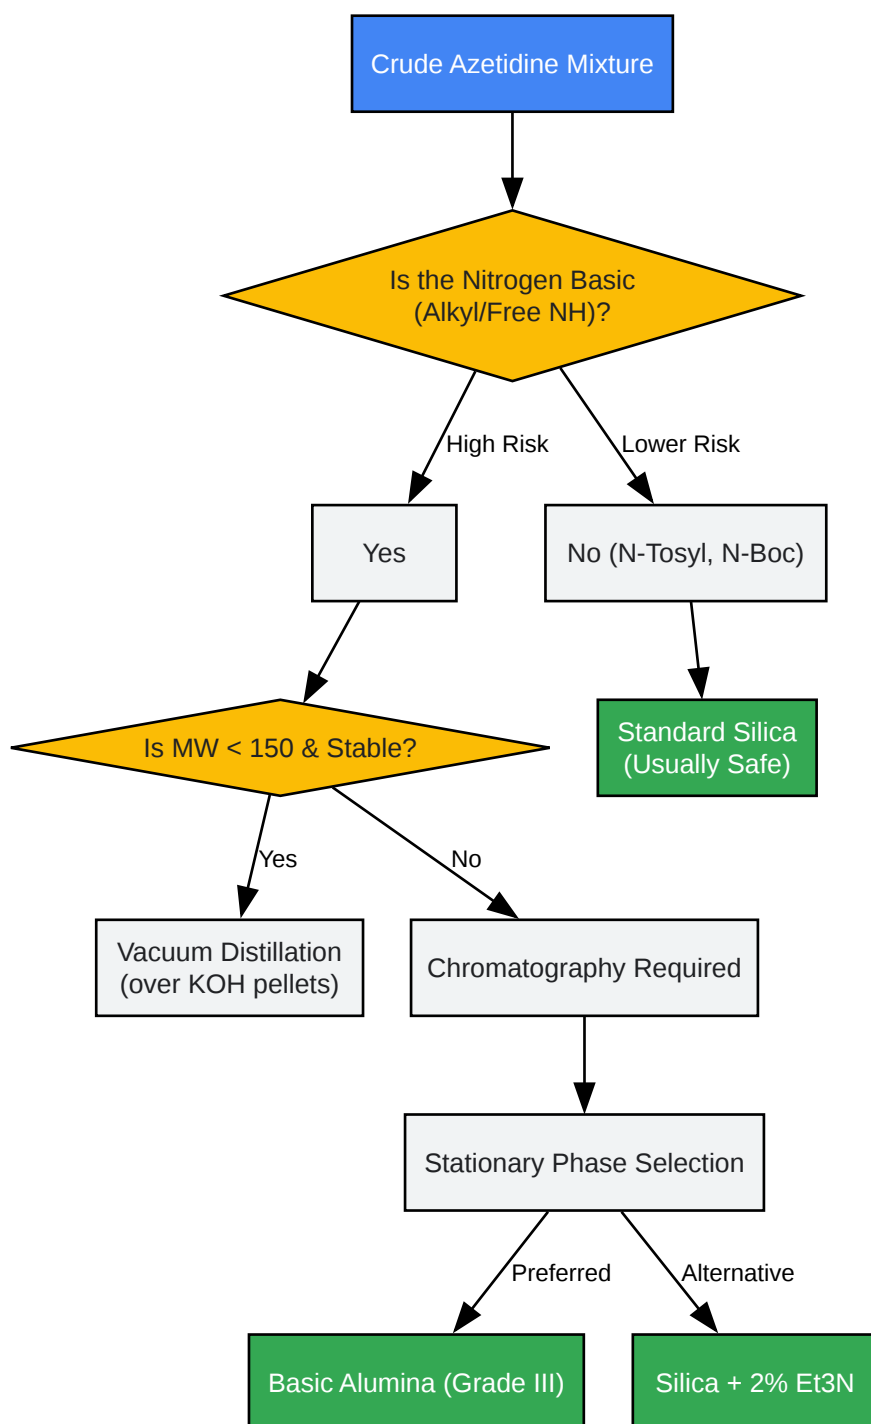 Crude Azetidine Mixture
Is the Nitrogen Basic
(Alkyl/Free NH)?
High Risk
Lower Risk
Yes
No (N-Tosyl, N-Boc)
Is MW < 150 & Stable?
Standard Silica
(Usually Safe)
Yes
No
Vacuum Distillation
(over KOH pellets)
Chromatography Required
Stationary Phase Selection
Preferred
Alternative
Basic Alumina (Grade III)
Silica + 2% Et3N